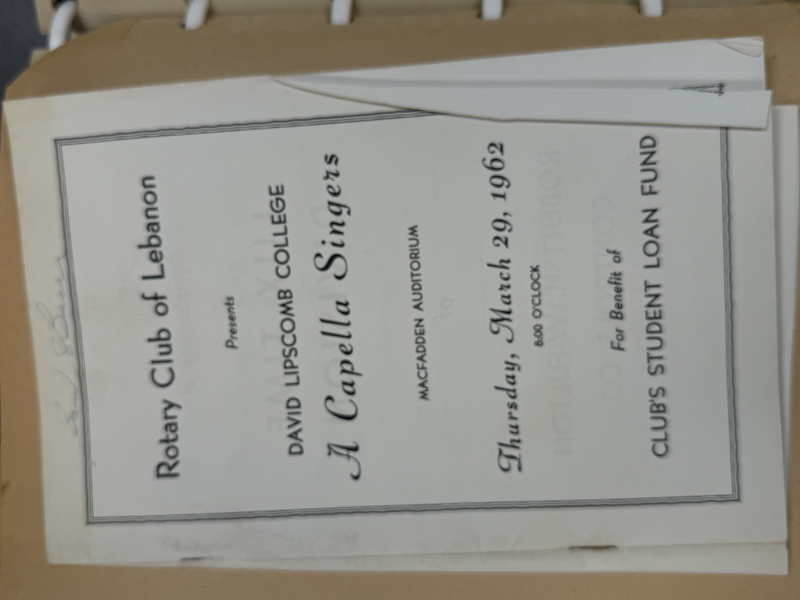 Rotary Club of Lebanon
Presents
DAVID LIPSCOMB COLLEGE
A Capella Singers
MACFADDEN AUDITORIUM
Thursday, March 29, 1962
8:00 O'CLOCK
For Benefit of
CLUB'S STUDENT LOAN FUND